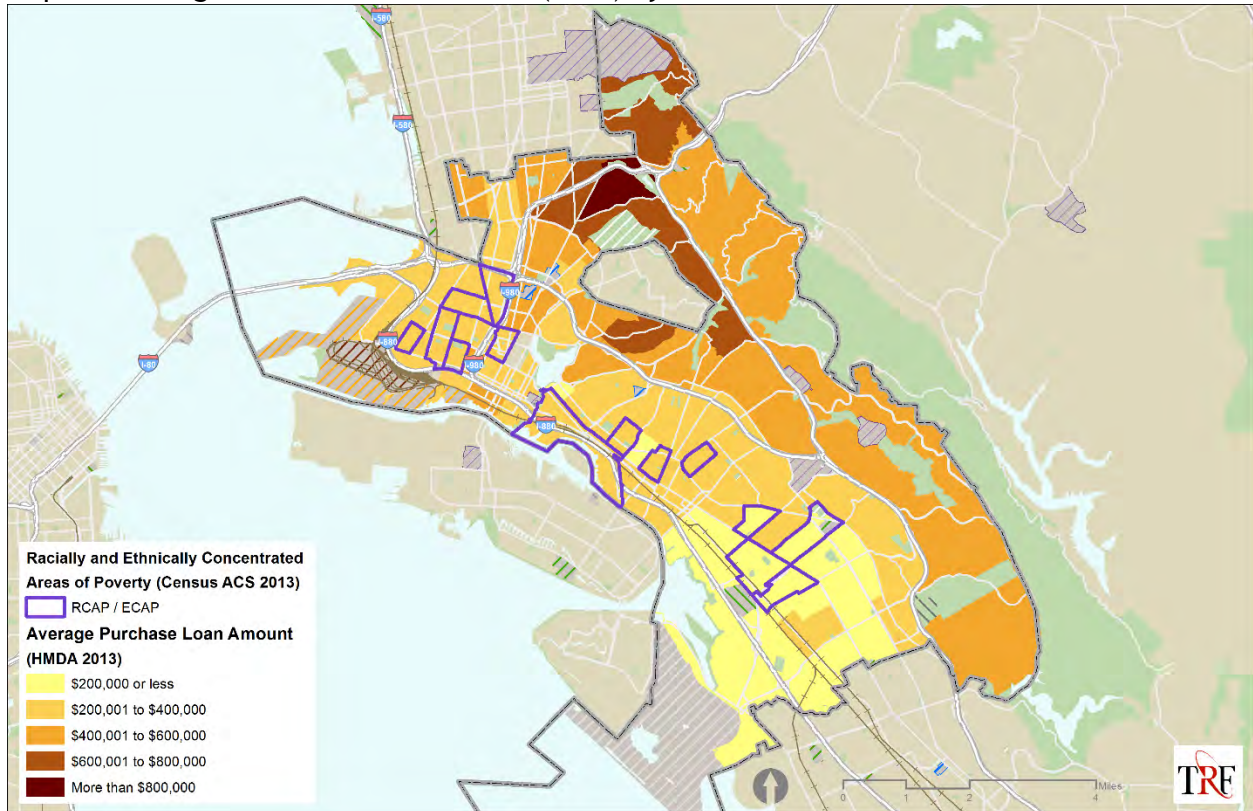 I-580
I-580
I-980
I-880
I-980
I-80
I-880
Racially and Ethnically Concentrated
Areas of Poverty (Census ACS 2013)
RCAP / ECAP
Average Purchase Loan Amount
(HMDA 2013)
$200,000 or less
$200,001 to $400,000
$400,001 to $600,000
$600,001 to $800,000
More than $800,000
Miles
0 1 2 4
TRF